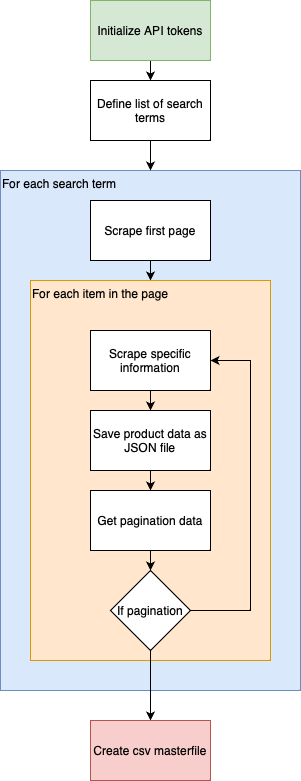 Initialize API tokens
Define list of search
terms
For each search term
Scrape first page
For each item in the page
Scrape specific
information
Save product data as
JSON file
Get pagination data
If pagination
Create csv masterfile